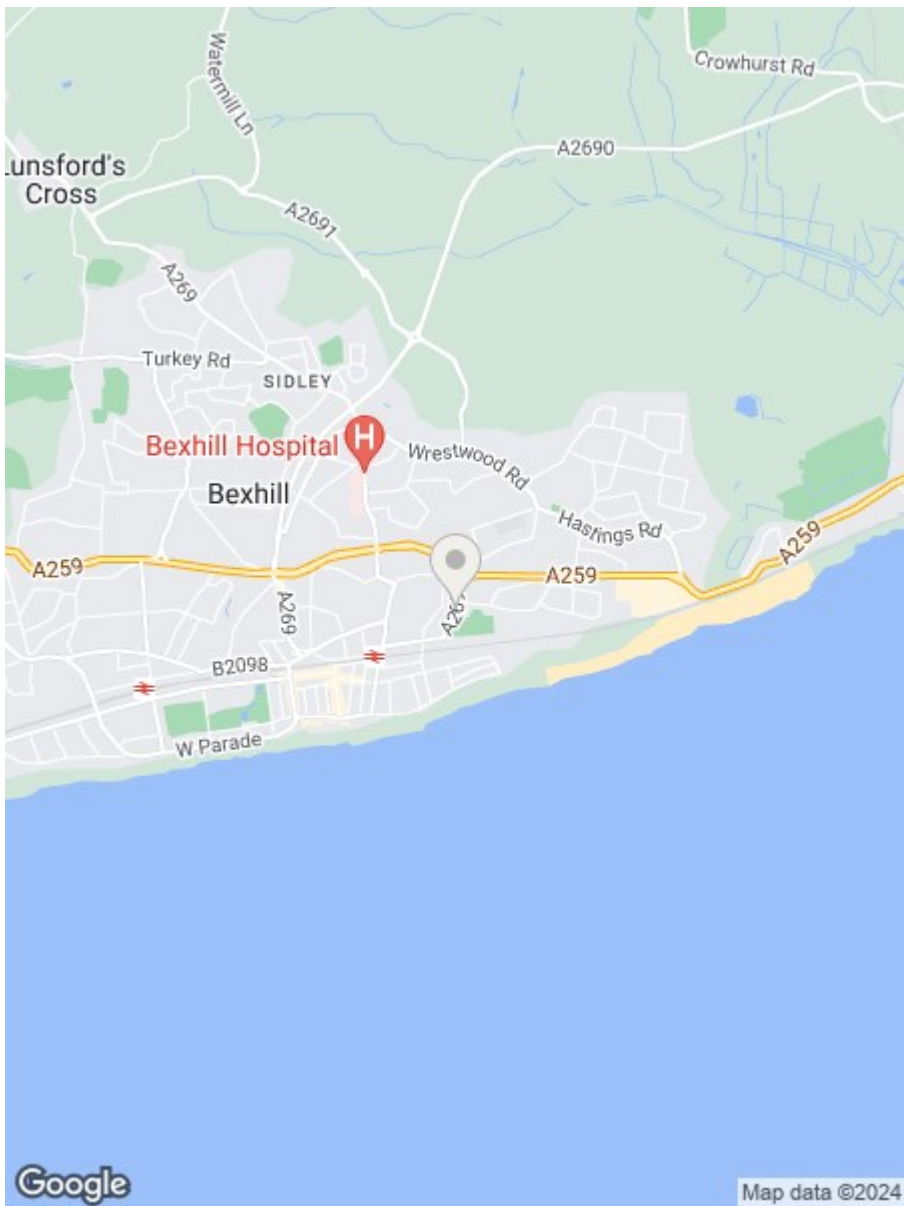 Crowhurst Rd
Watermill Ln
A2690
Lunsford's
Cross
A2691
A269
Turkey Rd
SIDLEY
Bexhill Hospital
H
Wrestwood Rd
Bexhill
Hastings Rd
A259
A259
A259
A269
A269
B2098
W Parade
Google
Map data ©2024